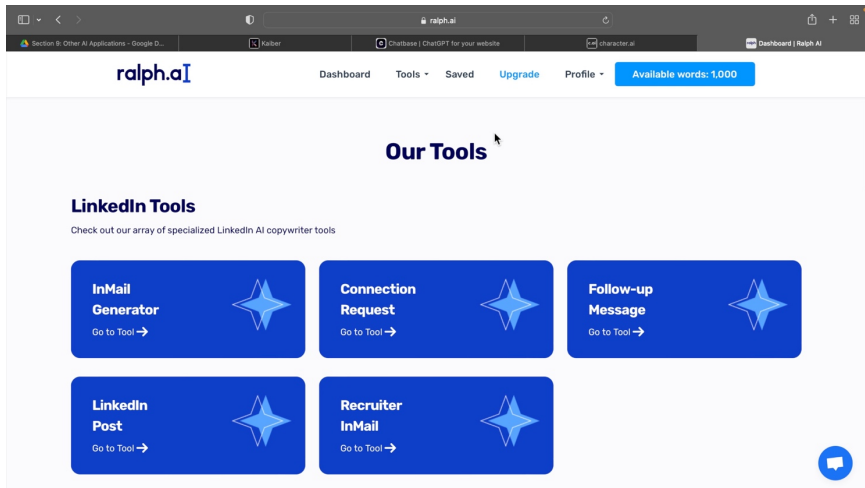 ralph.ai
Section 9: Other AI Applications - Google D...
Kaiber
Chatbase | ChatGPT for your website
character.ai
Dashboard | Ralph AI
ralph.aI
Dashboard
Tools
Saved
Upgrade
Profile
Available words: 1,000
Our Tools
LinkedIn Tools
Check out our array of specialized LinkedIn AI copywriter tools
InMail
Generator
Go to Tool
Connection
Request
Go to Tool
Follow-up
Message
Go to Tool
LinkedIn
Post
Go to Tool
Recruiter
InMail
Go to Tool